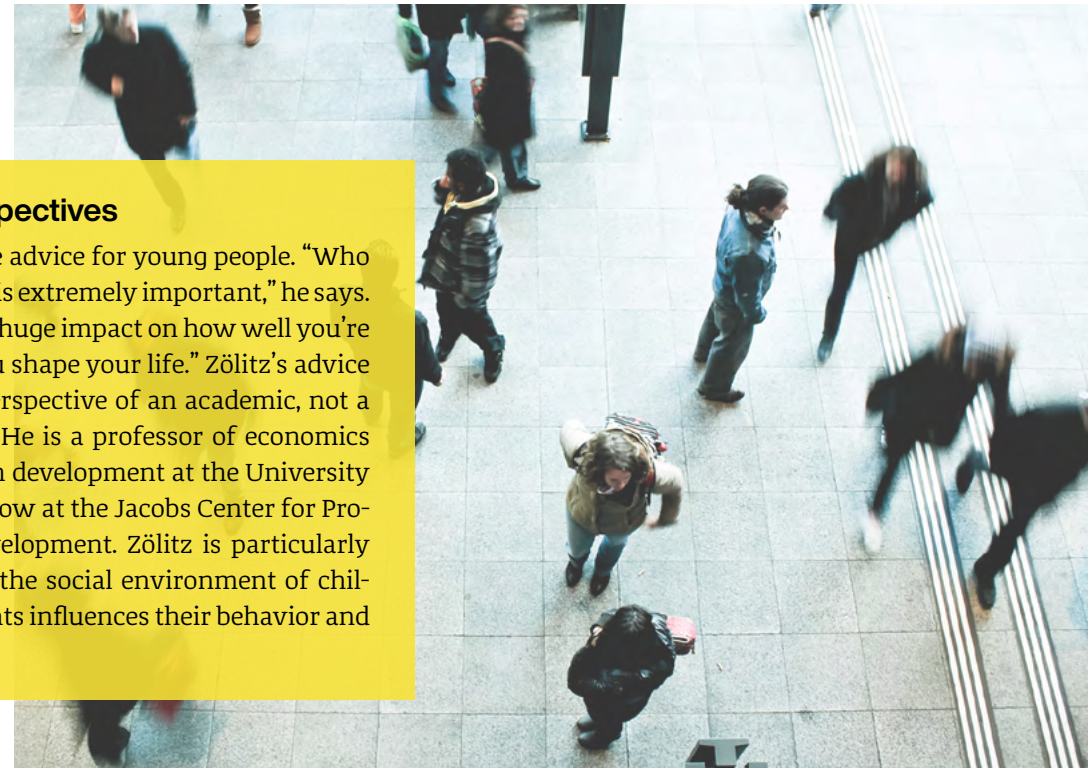 pectives
e advice for young people. “Who
is extremely important,” he says.
huge impact on how well you’re
u shape your life.” Zölitz’s advice
erspective of an academic, not a
He is a professor of economics
n development at the University
ow at the Jacobs Center for Pro-
elopment. Zölitz is particularly
the social environment of chil-
nts influences their behavior and